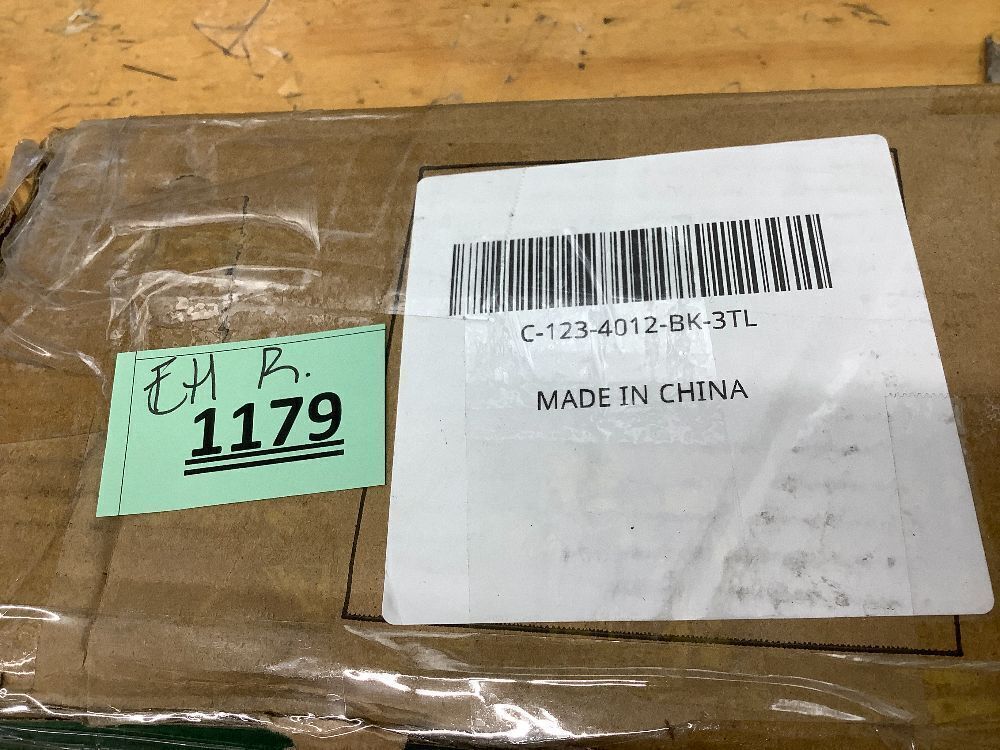 EH R.
1179
C-123-4012-BK-3TL
MADE IN CHINA